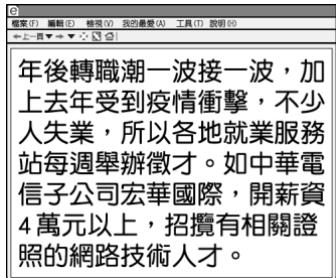 檔案(F) 編輯(E) 檢視(V) 我的最愛(A) 工具(T) 說明(H)
上一頁
年後轉職潮一波接一波，加
上去年受到疫情衝擊，不少
人失業，所以各地就業服務
站每週舉辦徵才。如中華電
信子公司宏華國際，開薪資
4萬元以上，招攬有相關證
照的網路技術人才。